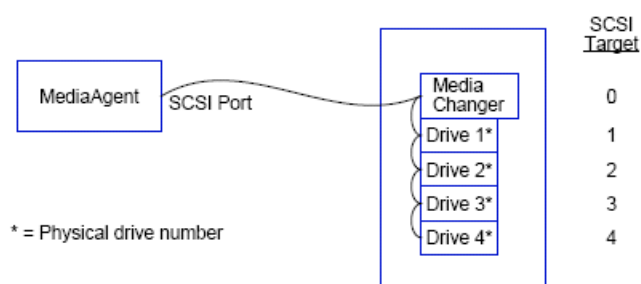 SCSI
Target
MediaAgent
SCSI Port
Media
Changer
0
Drive 1*
1
Drive 2*
2
Drive 3*
3
Drive 4*
4
* = Physical drive number